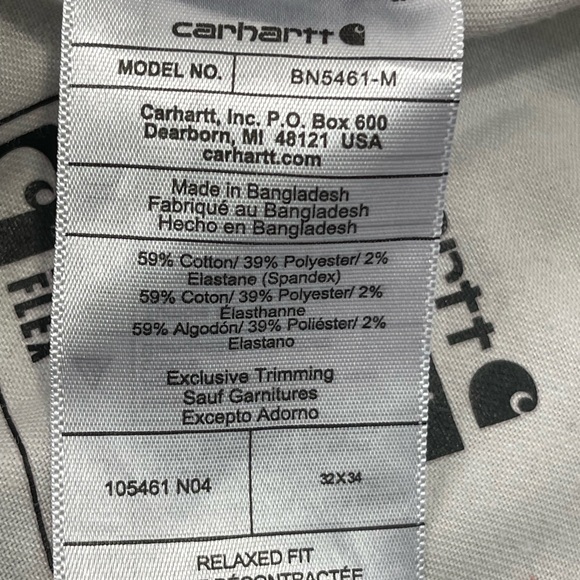 carhartt
MODEL NO. BN5461-M
Carhartt, Inc. P.O. Box 600
Dearborn, MI 48121 USA
carhartt.com
Made in Bangladesh
Fabriqué au Bangladesh
Hecho en Bangladesh
59% Cotton/ 39% Polyester/ 2%
Elastane (Spandex)
59% Coton/ 39% Polyester/ 2%
Élasthanne
59% Algodón/ 39% Poliéster/ 2%
Elastano
Exclusive Trimming
Sauf Garnitures
Excepto Adorno
105461 N04 32X34
RELAXED FIT
DÉCONTRACTÉE
FLEX